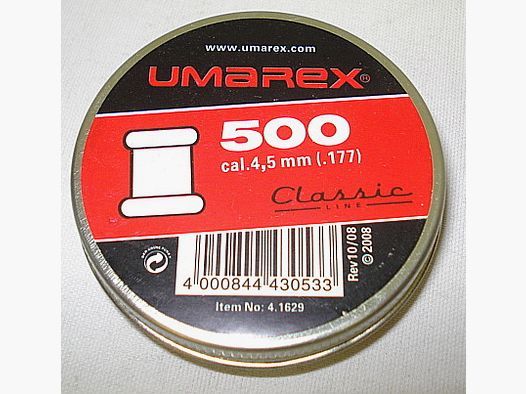 www.umarex.com
UMAREX®
500
cal.4,5 mm (.177)
Classic
LINE
4 000844 430533
Rev10/08
© 2008
Item No: 4.1629